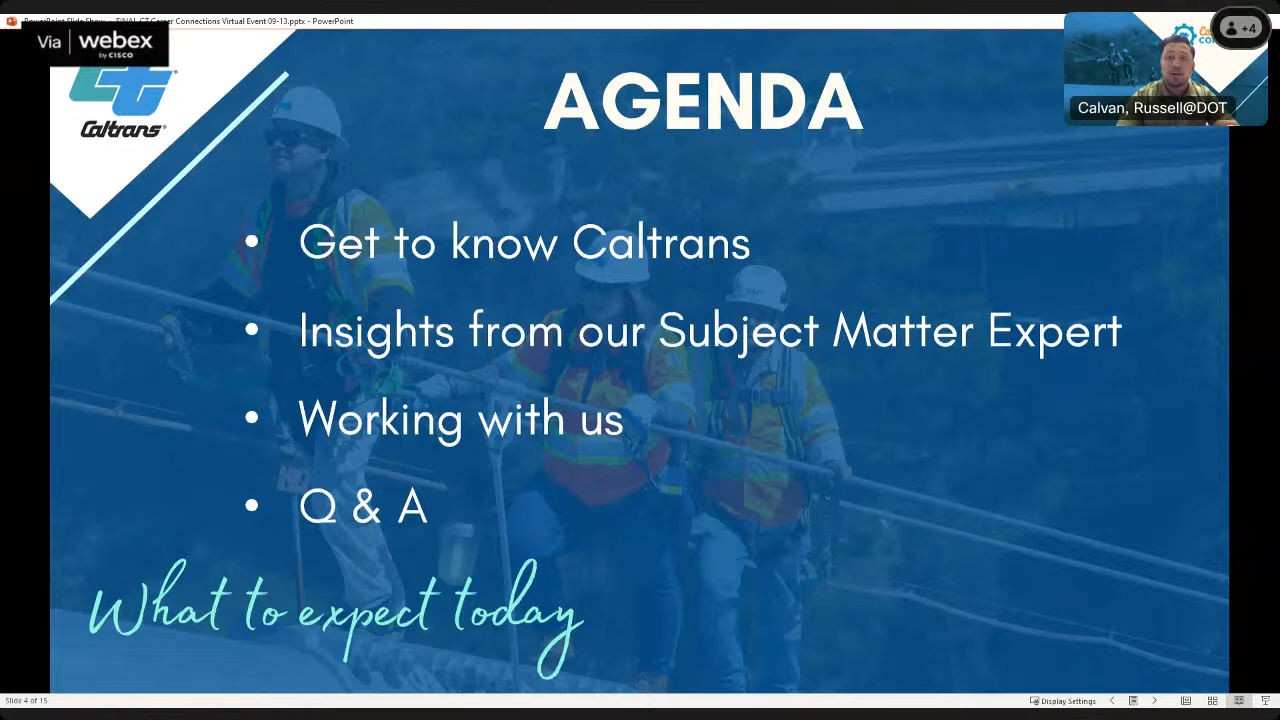 PowerPoint Slide Show - FINAL CT Career Connections Virtual Event 09-13.pptx - PowerPoint
Via webex
by CISCO
+4
Calvan, Russell@DOT
CT
Caltrans®
AGENDA
• Get to know Caltrans
• Insights from our Subject Matter Expert
• Working with us
• Q & A
What to expect today
Slide 4 of 15
Display Settings